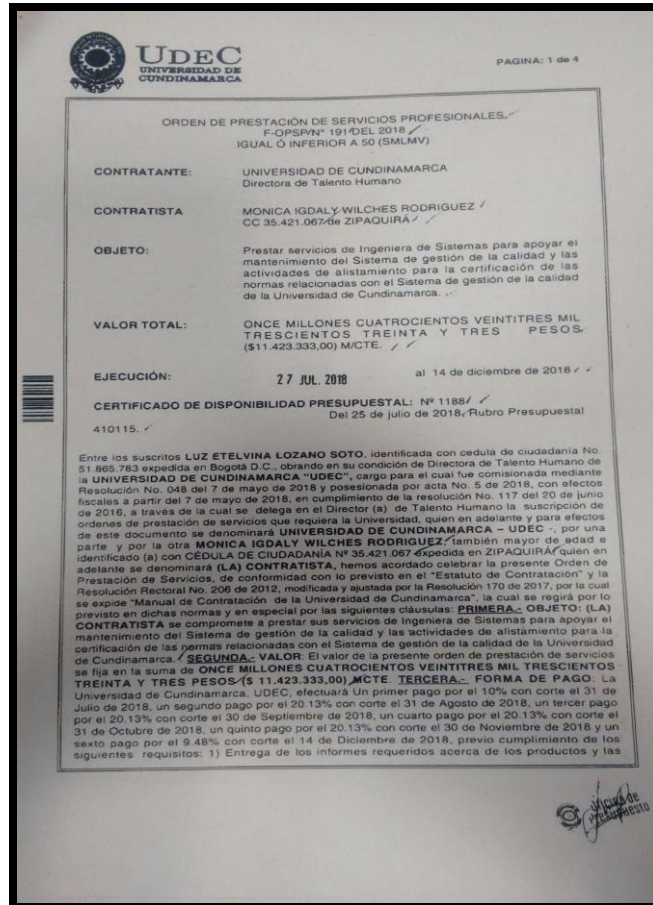 UDEC
UNIVERSIDAD DE
CUNDINAMARCA
PAGINA: 1 de 4
ORDEN DE PRESTACIÓN DE SERVICIOS PROFESIONALES.
F-OPSP/Nº 191 DEL 2018
IGUAL Ó INFERIOR A 50 (SMLMV)
CONTRATANTE: UNIVERSIDAD DE CUNDINAMARCA
Directora de Talento Humano
CONTRATISTA MONICA IGDALY WILCHES RODRIGUEZ
CC 35.421.067 de ZIPAQUIRÁ
OBJETO: Prestar servicios de Ingeniera de Sistemas para apoyar el
mantenimiento del Sistema de gestión de la calidad y las
actividades de alistamiento para la certificación de las
normas relacionadas con el Sistema de gestión de la calidad
de la Universidad de Cundinamarca.
VALOR TOTAL: ONCE MILLONES CUATROCIENTOS VEINTITRES MIL
TRESCIENTOS TREINTA Y TRES PESOS
($11.423.333,00) M/CTE.
EJECUCIÓN: 27 JUL. 2018 al 14 de diciembre de 2018
CERTIFICADO DE DISPONIBILIDAD PRESUPUESTAL: Nº 1188
Del 25 de julio de 2018, Rubro Presupuestal
410115.
Entre los suscritos LUZ ETELVINA LOZANO SOTO, identificada con cedula de ciudadanía No.
51.865.783 expedida en Bogotá D.C., obrando en su condición de Directora de Talento Humano de
la UNIVERSIDAD DE CUNDINAMARCA "UDEC", cargo para el cual fue comisionada mediante
Resolución No. 048 del 7 de mayo de 2018 y posesionada por acta No. 5 de 2018, con efectos
fiscales a partir del 7 de mayo de 2018, en cumplimiento de la resolución No. 117 del 20 de junio
de 2016, a través de la cual se delega en el Director (a) de Talento Humano la suscripción de
ordenes de prestación de servicios que requiera la Universidad, quien en adelante y para efectos
de este documento se denominará UNIVERSIDAD DE CUNDINAMARCA – UDEC -, por una
parte y por la otra MONICA IGDALY WILCHES RODRIGUEZ, también mayor de edad e
identificado (a) con CÉDULA DE CIUDADANÍA Nº 35.421.067 expedida en ZIPAQUIRÁ quien en
adelante se denominará (LA) CONTRATISTA, hemos acordado celebrar la presente Orden de
Prestación de Servicios, de conformidad con lo previsto en el "Estatuto de Contratación" y la
Resolución Rectoral No. 206 de 2012, modificada y ajustada por la Resolución 170 de 2017, por la cual
se expide "Manual de Contratación de la Universidad de Cundinamarca", la cual se regirá por lo
previsto en dichas normas y en especial por las siguientes cláusulas: PRIMERA.- OBJETO: (LA)
CONTRATISTA se compromete a prestar sus servicios de Ingeniera de Sistemas para apoyar el
mantenimiento del Sistema de gestión de la calidad y las actividades de alistamiento para la
certificación de las normas relacionadas con el Sistema de gestión de la calidad de la Universidad
de Cundinamarca. SEGUNDA.- VALOR: El valor de la presente orden de prestación de servicios
se fija en la suma de ONCE MILLONES CUATROCIENTOS VEINTITRES MIL TRESCIENTOS
TREINTA Y TRES PESOS ($ 11.423.333,00) MCTE. TERCERA.- FORMA DE PAGO: La
Universidad de Cundinamarca. UDEC, efectuará Un primer pago por el 10% con corte el 31 de
Julio de 2018, un segundo pago por el 20.13% con corte el 31 de Agosto de 2018, un tercer pago
por el 20.13% con corte el 30 de Septiembre de 2018, un cuarto pago por el 20.13% con corte el
31 de Octubre de 2018, un quinto pago por el 20.13% con corte el 30 de Noviembre de 2018 y un
sexto pago por el 9.48% con corte el 14 de Diciembre de 2018, previo cumplimiento de los
siguientes requisitos: 1) Entrega de los informes requeridos acerca de los productos y las
oficina de
Presupuesto